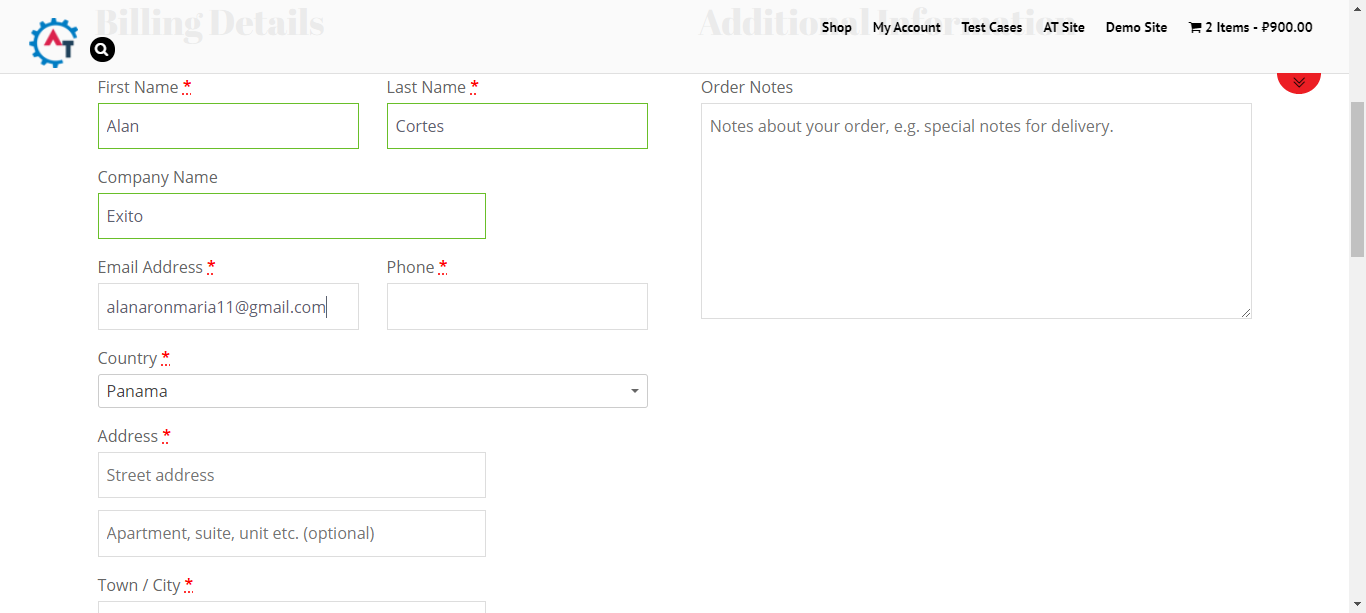 Billing Details
Additional Information
AT
Shop My Account Test Cases AT Site Demo Site 2 Items - ₽900.00
First Name *
Last Name *
Alan
Cortes
Company Name
Exito
Email Address *
Phone *
alanaronmaria11@gmail.com
Country *
Panama
Address *
Street address
Apartment, suite, unit etc. (optional)
Town / City *
Order Notes
Notes about your order, e.g. special notes for delivery.